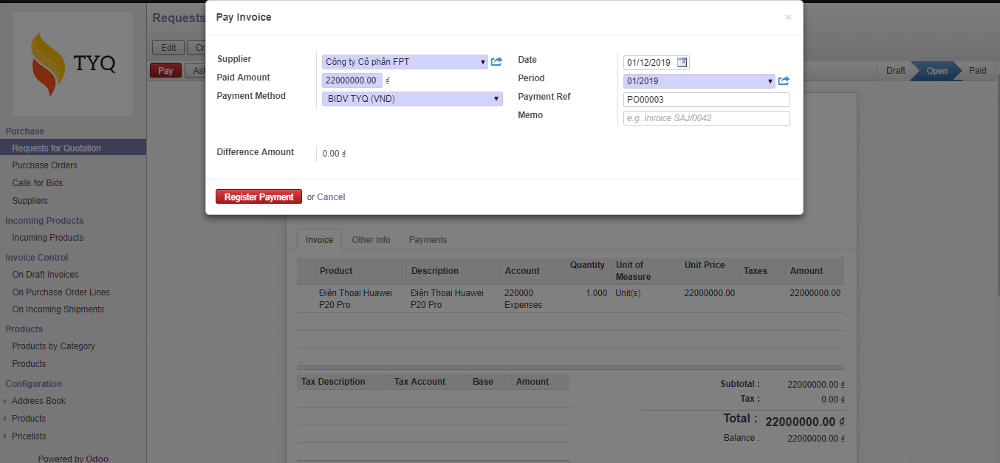 TYQ
Purchase
Requests for Quotation
Purchase Orders
Calls for Bids
Suppliers
Incoming Products
Incoming Products
Invoice Control
On Draft Invoices
On Purchase Order Lines
On Incoming Shipments
Products
Products by Category
Products
Configuration
Address Book
Products
Pricelists
Powered by Odoo
Requests
Edit Cr
Pay Asl
Draft Open Paid
Pay Invoice ×
Supplier Công ty Cổ phần FPT
Paid Amount 22000000.00 ₫
Payment Method BIDV TYQ (VND)
Date 01/12/2019
Period 01/2019
Payment Ref PO00003
Memo e.g. Invoice SAJ/0042
Difference Amount 0.00 ₫
Register Payment or Cancel
Invoice Other Info Payments
Product Description Account Quantity Unit of Measure Unit Price Taxes Amount
Điện Thoại Huawei P20 Pro Điện Thoại Huawei P20 Pro 220000 Expenses 1.000 Unit(s) 22000000.00 22000000.00
Tax Description Tax Account Base Amount
Subtotal : 22000000.00 ₫
Tax : 0.00 ₫
Total : 22000000.00 ₫
Balance : 22000000.00 ₫